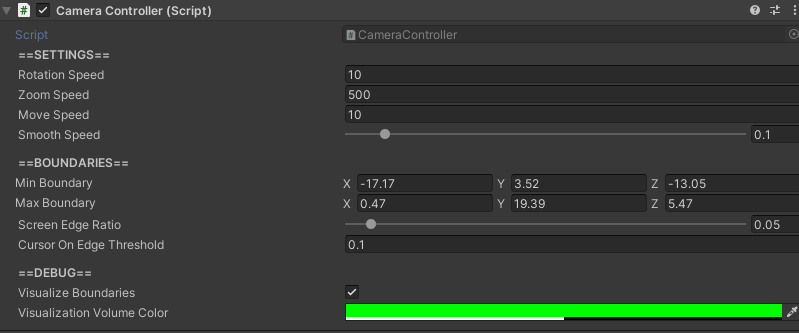 Camera Controller (Script)
Script CameraController
==SETTINGS==
Rotation Speed 10
Zoom Speed 500
Move Speed 10
Smooth Speed 0.1
==BOUNDARIES==
Min Boundary X -17.17 Y 3.52 Z -13.05
Max Boundary X 0.47 Y 19.39 Z 5.47
Screen Edge Ratio 0.05
Cursor On Edge Threshold 0.1
==DEBUG==
Visualize Boundaries
Visualization Volume Color